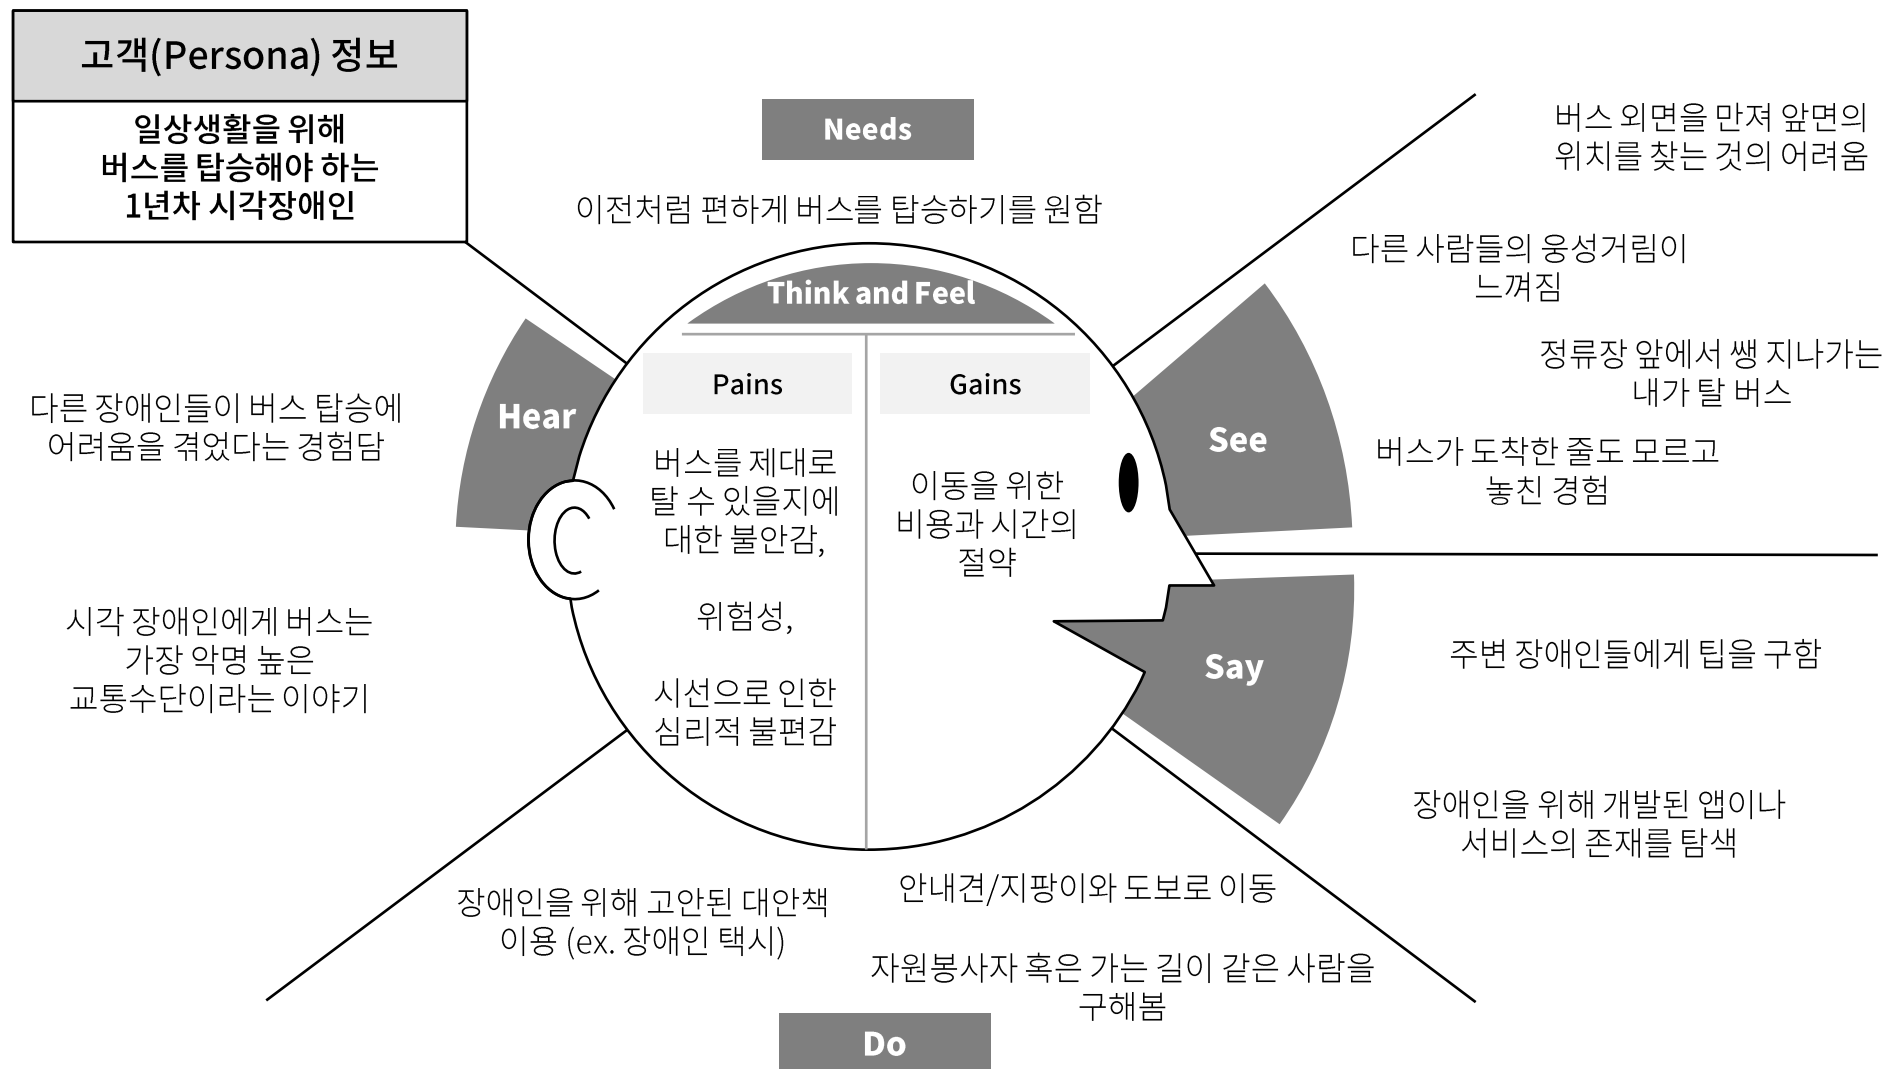 고객(Persona) 정보
일상생활을 위해
버스를 탑승해야 하는
1년차 시각장애인
Needs
이전처럼 편하게 버스를 탑승하기를 원함
Think and Feel
Pains
버스를 제대로
탈 수 있을지에
대한 불안감,
위험성,
시선으로 인한
심리적 불편감
Gains
이동을 위한
비용과 시간의
절약
Hear
다른 장애인들이 버스 탑승에
어려움을 겪었다는 경험담
시각 장애인에게 버스는
가장 악명 높은
교통수단이라는 이야기
See
버스 외면을 만져 앞면의
위치를 찾는 것의 어려움
다른 사람들의 웅성거림이
느껴짐
정류장 앞에서 쌩 지나가는
내가 탈 버스
버스가 도착한 줄도 모르고
놓친 경험
Say
주변 장애인들에게 팁을 구함
장애인을 위해 개발된 앱이나
서비스의 존재를 탐색
장애인을 위해 고안된 대안책
이용 (ex. 장애인 택시)
안내견/지팡이와 도보로 이동
자원봉사자 혹은 가는 길이 같은 사람을
구해봄
Do